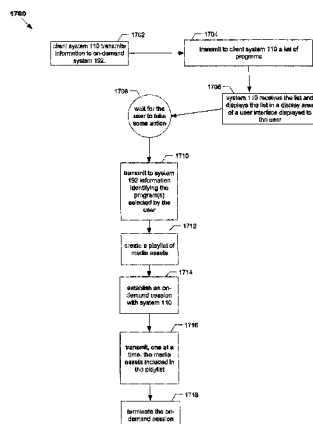 1700
1702
client system 110 transmits
information to on-demand
system 192.
1704
transmit to client system 110 a list of
programs
1706
system 110 receives the list and
displays the list in a display area
of a user interface displayed to
the user
1708
wait for the
user to take
some action
1710
transmit to system
192 information
identifying the
program(s)
selected by the
user
1712
create a playlist of
media assets
1714
establish an on-
demand session
with system 110
1716
transmit, one at a
time, the media
assets included in
the playlist
1718
terminate the on-
demand session